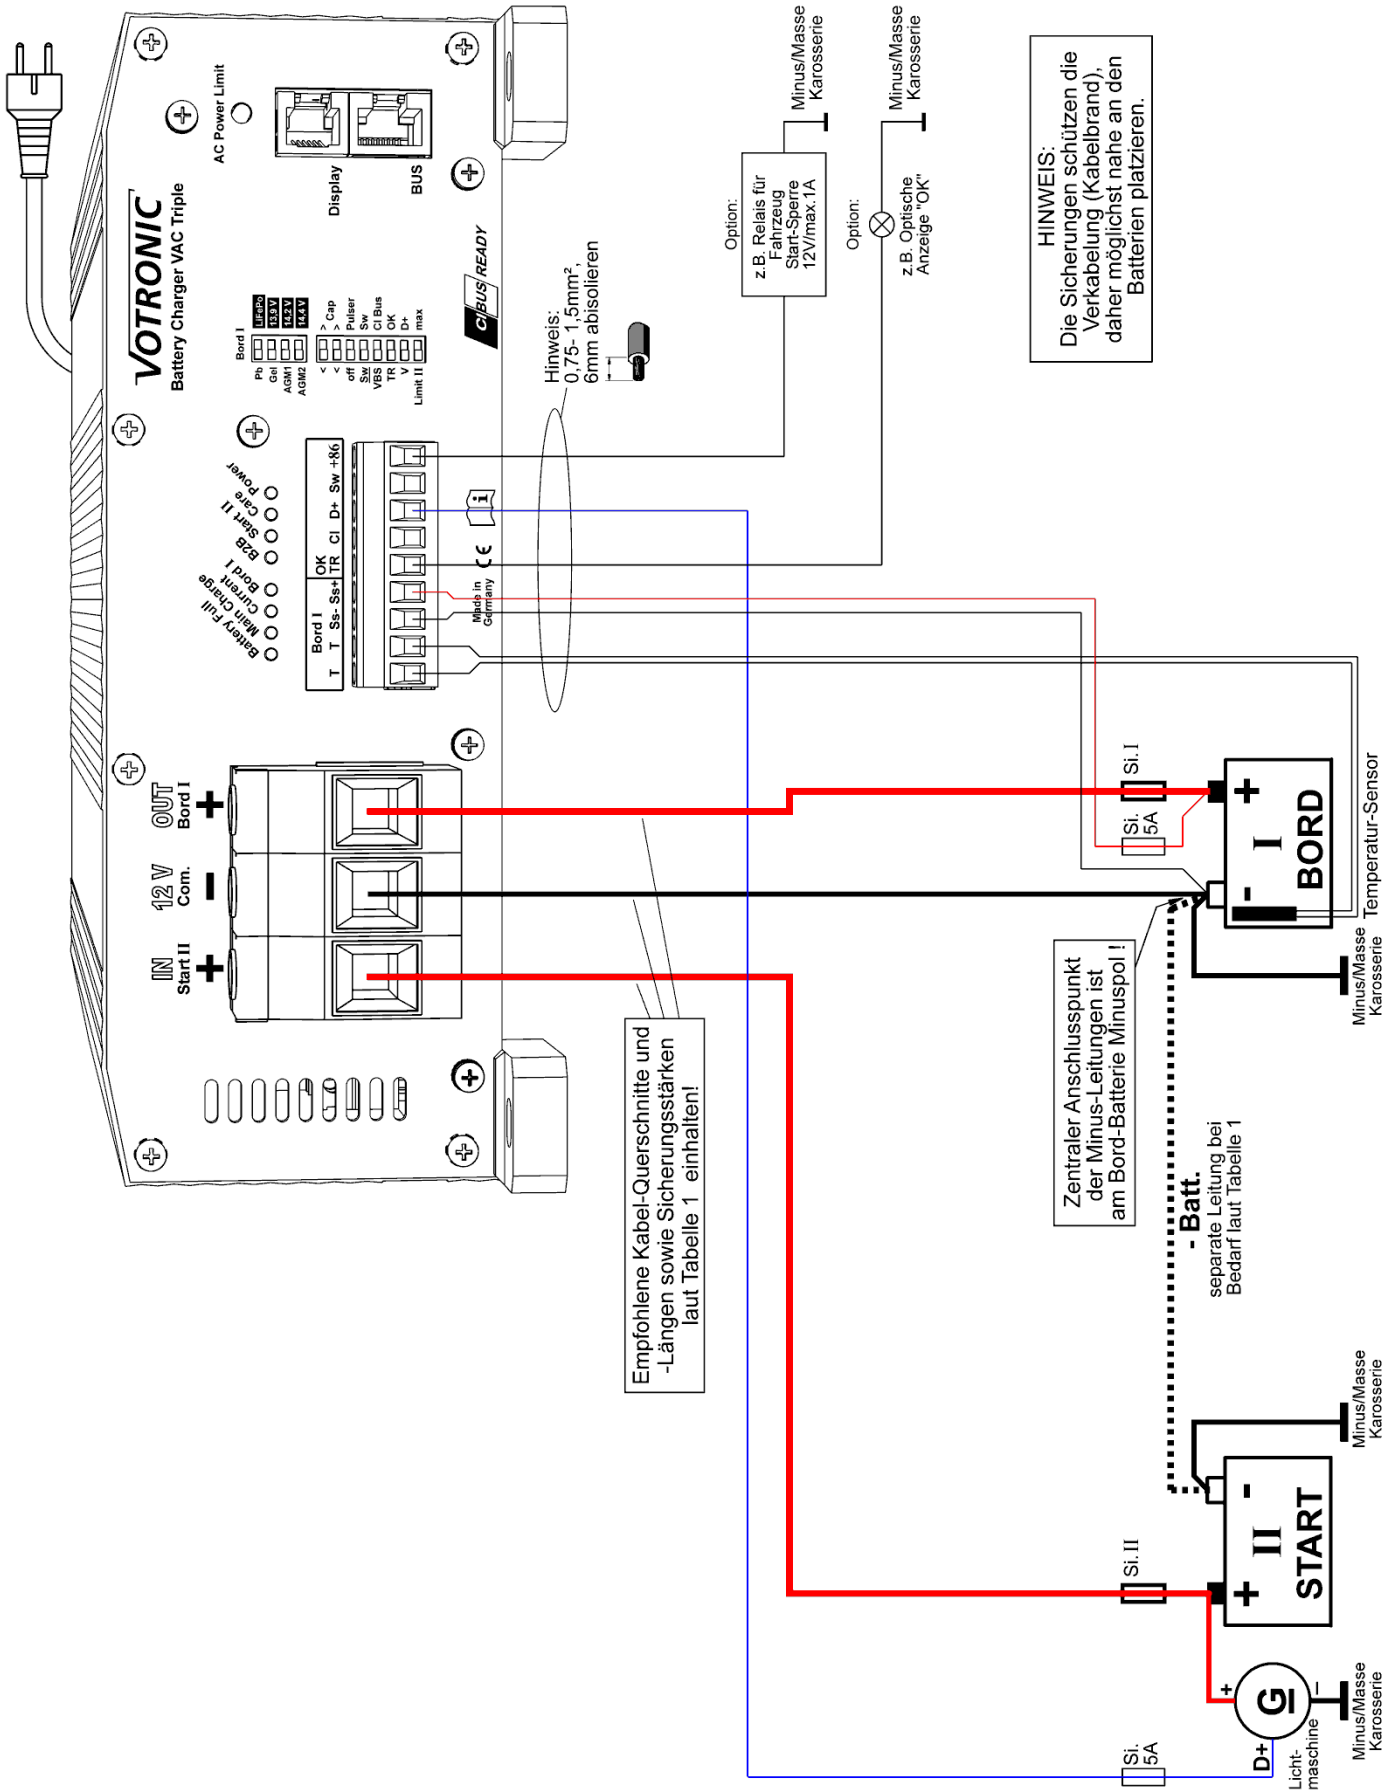 VOTRONIC
Battery Charger VAC Triple
AC Power Limit
Display
BUS
CI BUS READY
Bord I
Pb LiFePo
Gel 13,9 V
AGM1 14,2 V
AGM2 14,4 V
< > Cap
< >
off Pulser
Sw Sw
VBS CI Bus
TR OK
V D+
Limit II max
Battery Full
Main Charge
Current
Bord I
B2B
Start II
Care
Power
Bord I
OK
T T Ss- Ss+ TR CI D+ Sw +86
Made in
Germany
CE
i
IN
Start II
+
12 V
Com.
-
OUT
Bord I
+
Hinweis:
0,75- 1,5mm²,
6mm abisolieren
Option:
z.B. Relais für
Fahrzeug
Start-Sperre
12V/max.1A
Minus/Masse
Karosserie
Option:
z.B. Optische
Anzeige "OK"
Minus/Masse
Karosserie
HINWEIS:
Die Sicherungen schützen die
Verkabelung (Kabelbrand),
daher möglichst nahe an den
Batterien platzieren.
Empfohlene Kabel-Querschnitte und
-Längen sowie Sicherungsstärken
laut Tabelle 1 einhalten!
Zentraler Anschlusspunkt
der Minus-Leitungen ist
am Bord-Batterie Minuspol !
- Batt.
separate Leitung bei
Bedarf laut Tabelle 1
Si. I
Si.
5A
- +
I
BORD
Temperatur-Sensor
Minus/Masse
Karosserie
Si. II
+ -
II
START
Minus/Masse
Karosserie
Si.
5A
D+
+
G
−
Licht-
maschine
Minus/Masse
Karosserie